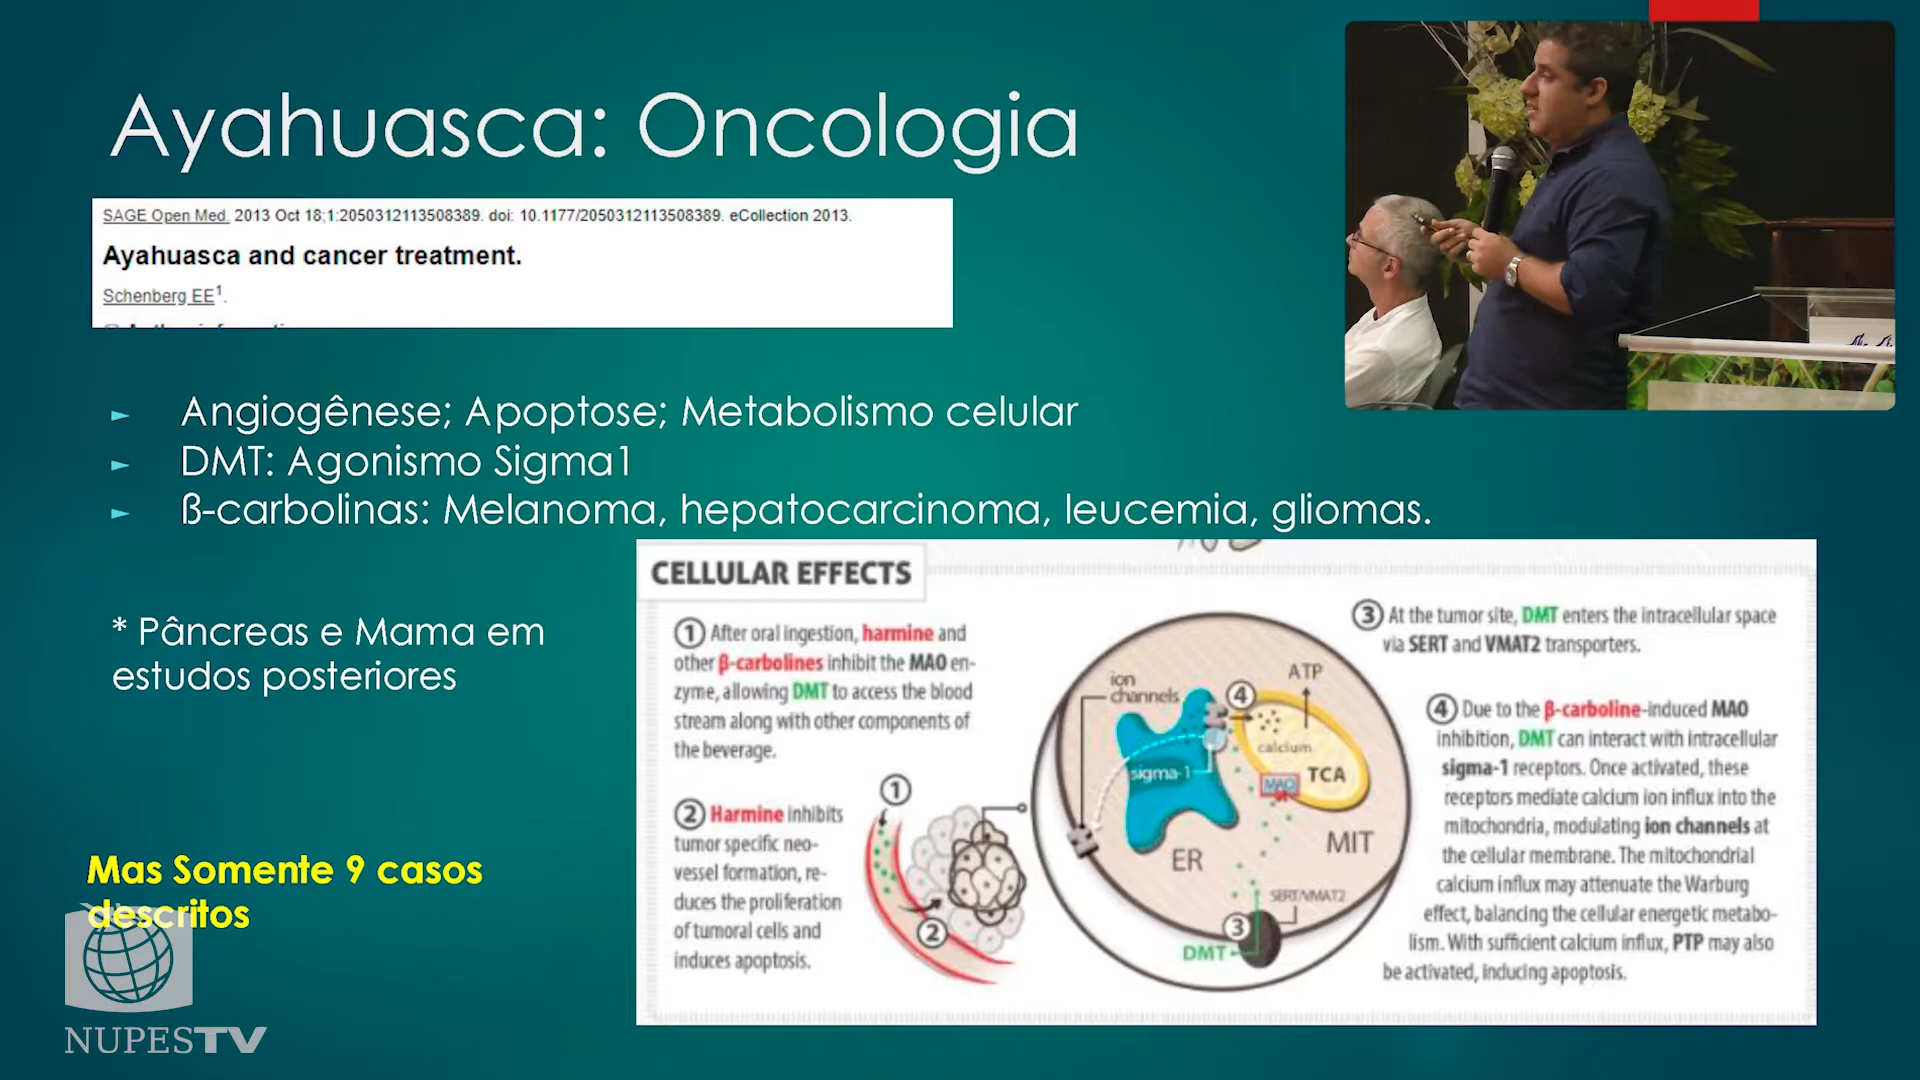 Ayahuasca: Oncologia
SAGE Open Med. 2013 Oct 18;1:2050312113508389. doi: 10.1177/2050312113508389. eCollection 2013.
Ayahuasca and cancer treatment.
Schenberg EE1.
► Angiogênese; Apoptose; Metabolismo celular
► DMT: Agonismo Sigma1
► ß-carbolinas: Melanoma, hepatocarcinoma, leucemia, gliomas.
* Pâncreas e Mama em
estudos posteriores
Mas Somente 9 casos
descritos
NUPESTV
CELLULAR EFFECTS
1 After oral ingestion, harmine and
other β-carbolines inhibit the MAO en-
zyme, allowing DMT to access the blood
stream along with other components of
the beverage.
2 Harmine inhibits
tumor specific neo-
vessel formation, re-
duces the proliferation
of tumoral cells and
induces apoptosis.
1
2
ion
channels
4
ATP
calcium
sigma-1
MAO
TCA
MIT
ER
SERT/VMAT2
3
DMT
3 At the tumor site, DMT enters the intracellular space
via SERT and VMAT2 transporters.
4 Due to the β-carboline-induced MAO
inhibition, DMT can interact with intracellular
sigma-1 receptors. Once activated, these
receptors mediate calcium ion influx into the
mitochondria, modulating ion channels at
the cellular membrane. The mitochondrial
calcium influx may attenuate the Warburg
effect, balancing the cellular energetic metabo-
lism. With sufficient calcium influx, PTP may also
be activated, inducing apoptosis.